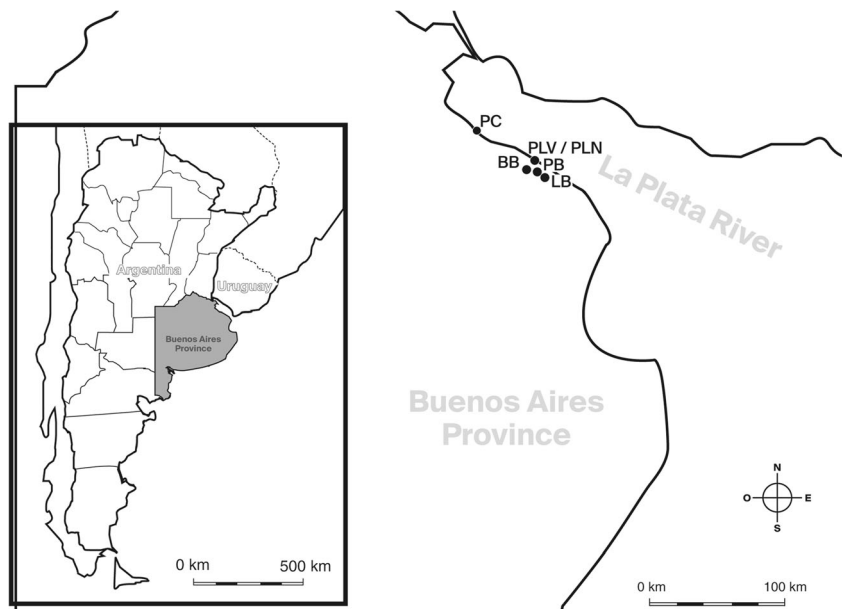 Argentina
Uruguay
Buenos Aires
Province
0 km
500 km
PC
PLV / PLN
BB
PB
LB
La Plata River
Buenos Aires
Province
N
O
E
S
0 km
100 km